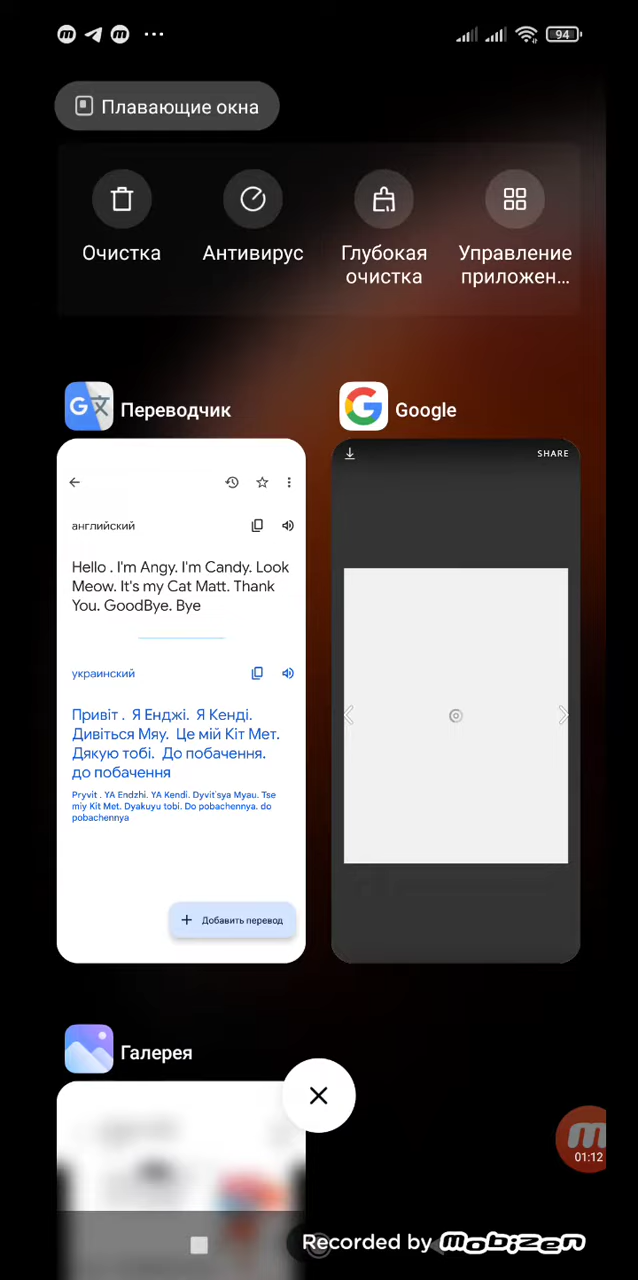 94
Плавающие окна
Очистка
Антивирус
Глубокая
очистка
Управление
приложен...
Переводчик
английский
Hello . I'm Angy. I'm Candy. Look
Meow. It's my Cat Matt. Thank
You. GoodBye. Bye
украинский
Привіт .  Я Енджі.  Я Кенді.
Дивіться Мяу.  Це мій Кіт Мет.
Дякую тобі.  До побачення.
до побачення
Pryvit . YA Endzhi. YA Kendi. Dyvitʹsya Myau. Tse
miy Kit Met. Dyakuyu tobi. Do pobachennya. do
pobachennya
+ Добавить перевод
Google
SHARE
Галерея
01:12
Recorded by mobizen